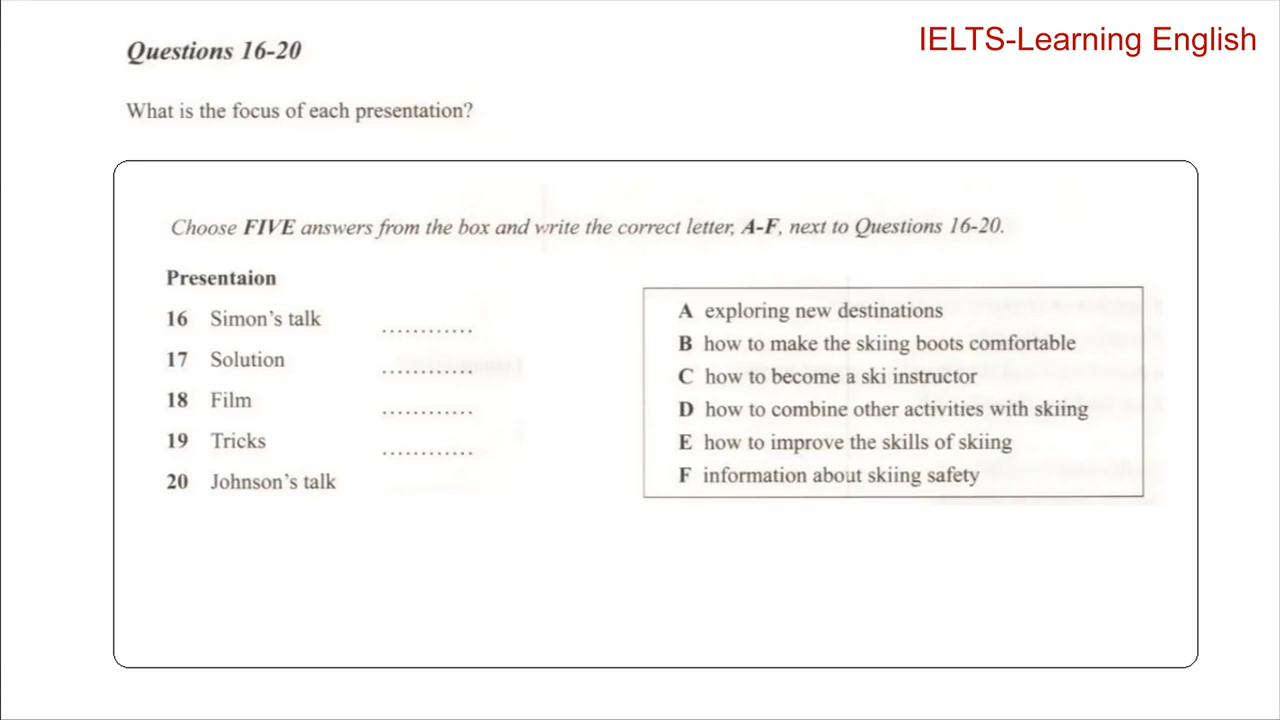 IELTS-Learning English
Questions 16-20
What is the focus of each presentation?
Choose FIVE answers from the box and write the correct letter, A-F, next to Questions 16-20.
Presentaion
16 Simon's talk ............
17 Solution ............
18 Film ............
19 Tricks ............
20 Johnson's talk
A exploring new destinations
B how to make the skiing boots comfortable
C how to become a ski instructor
D how to combine other activities with skiing
E how to improve the skills of skiing
F information about skiing safety